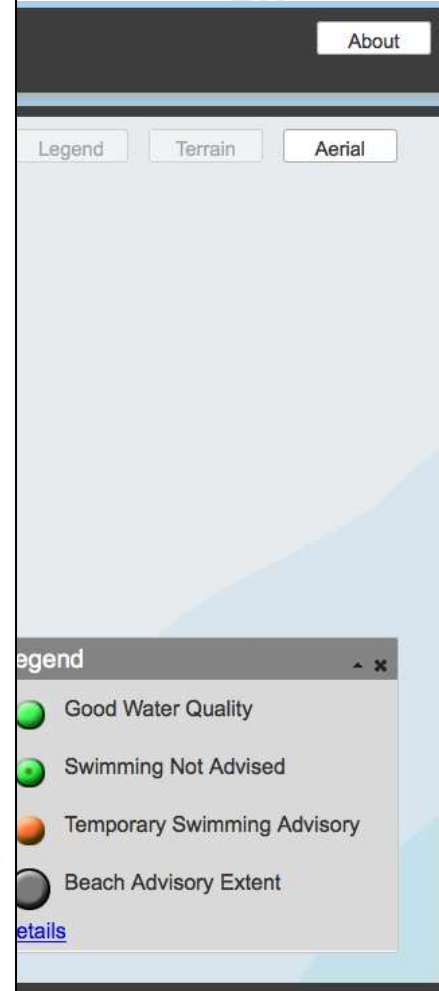 About
Legend Terrain Aerial
egend
Good Water Quality
Swimming Not Advised
Temporary Swimming Advisory
Beach Advisory Extent
etails